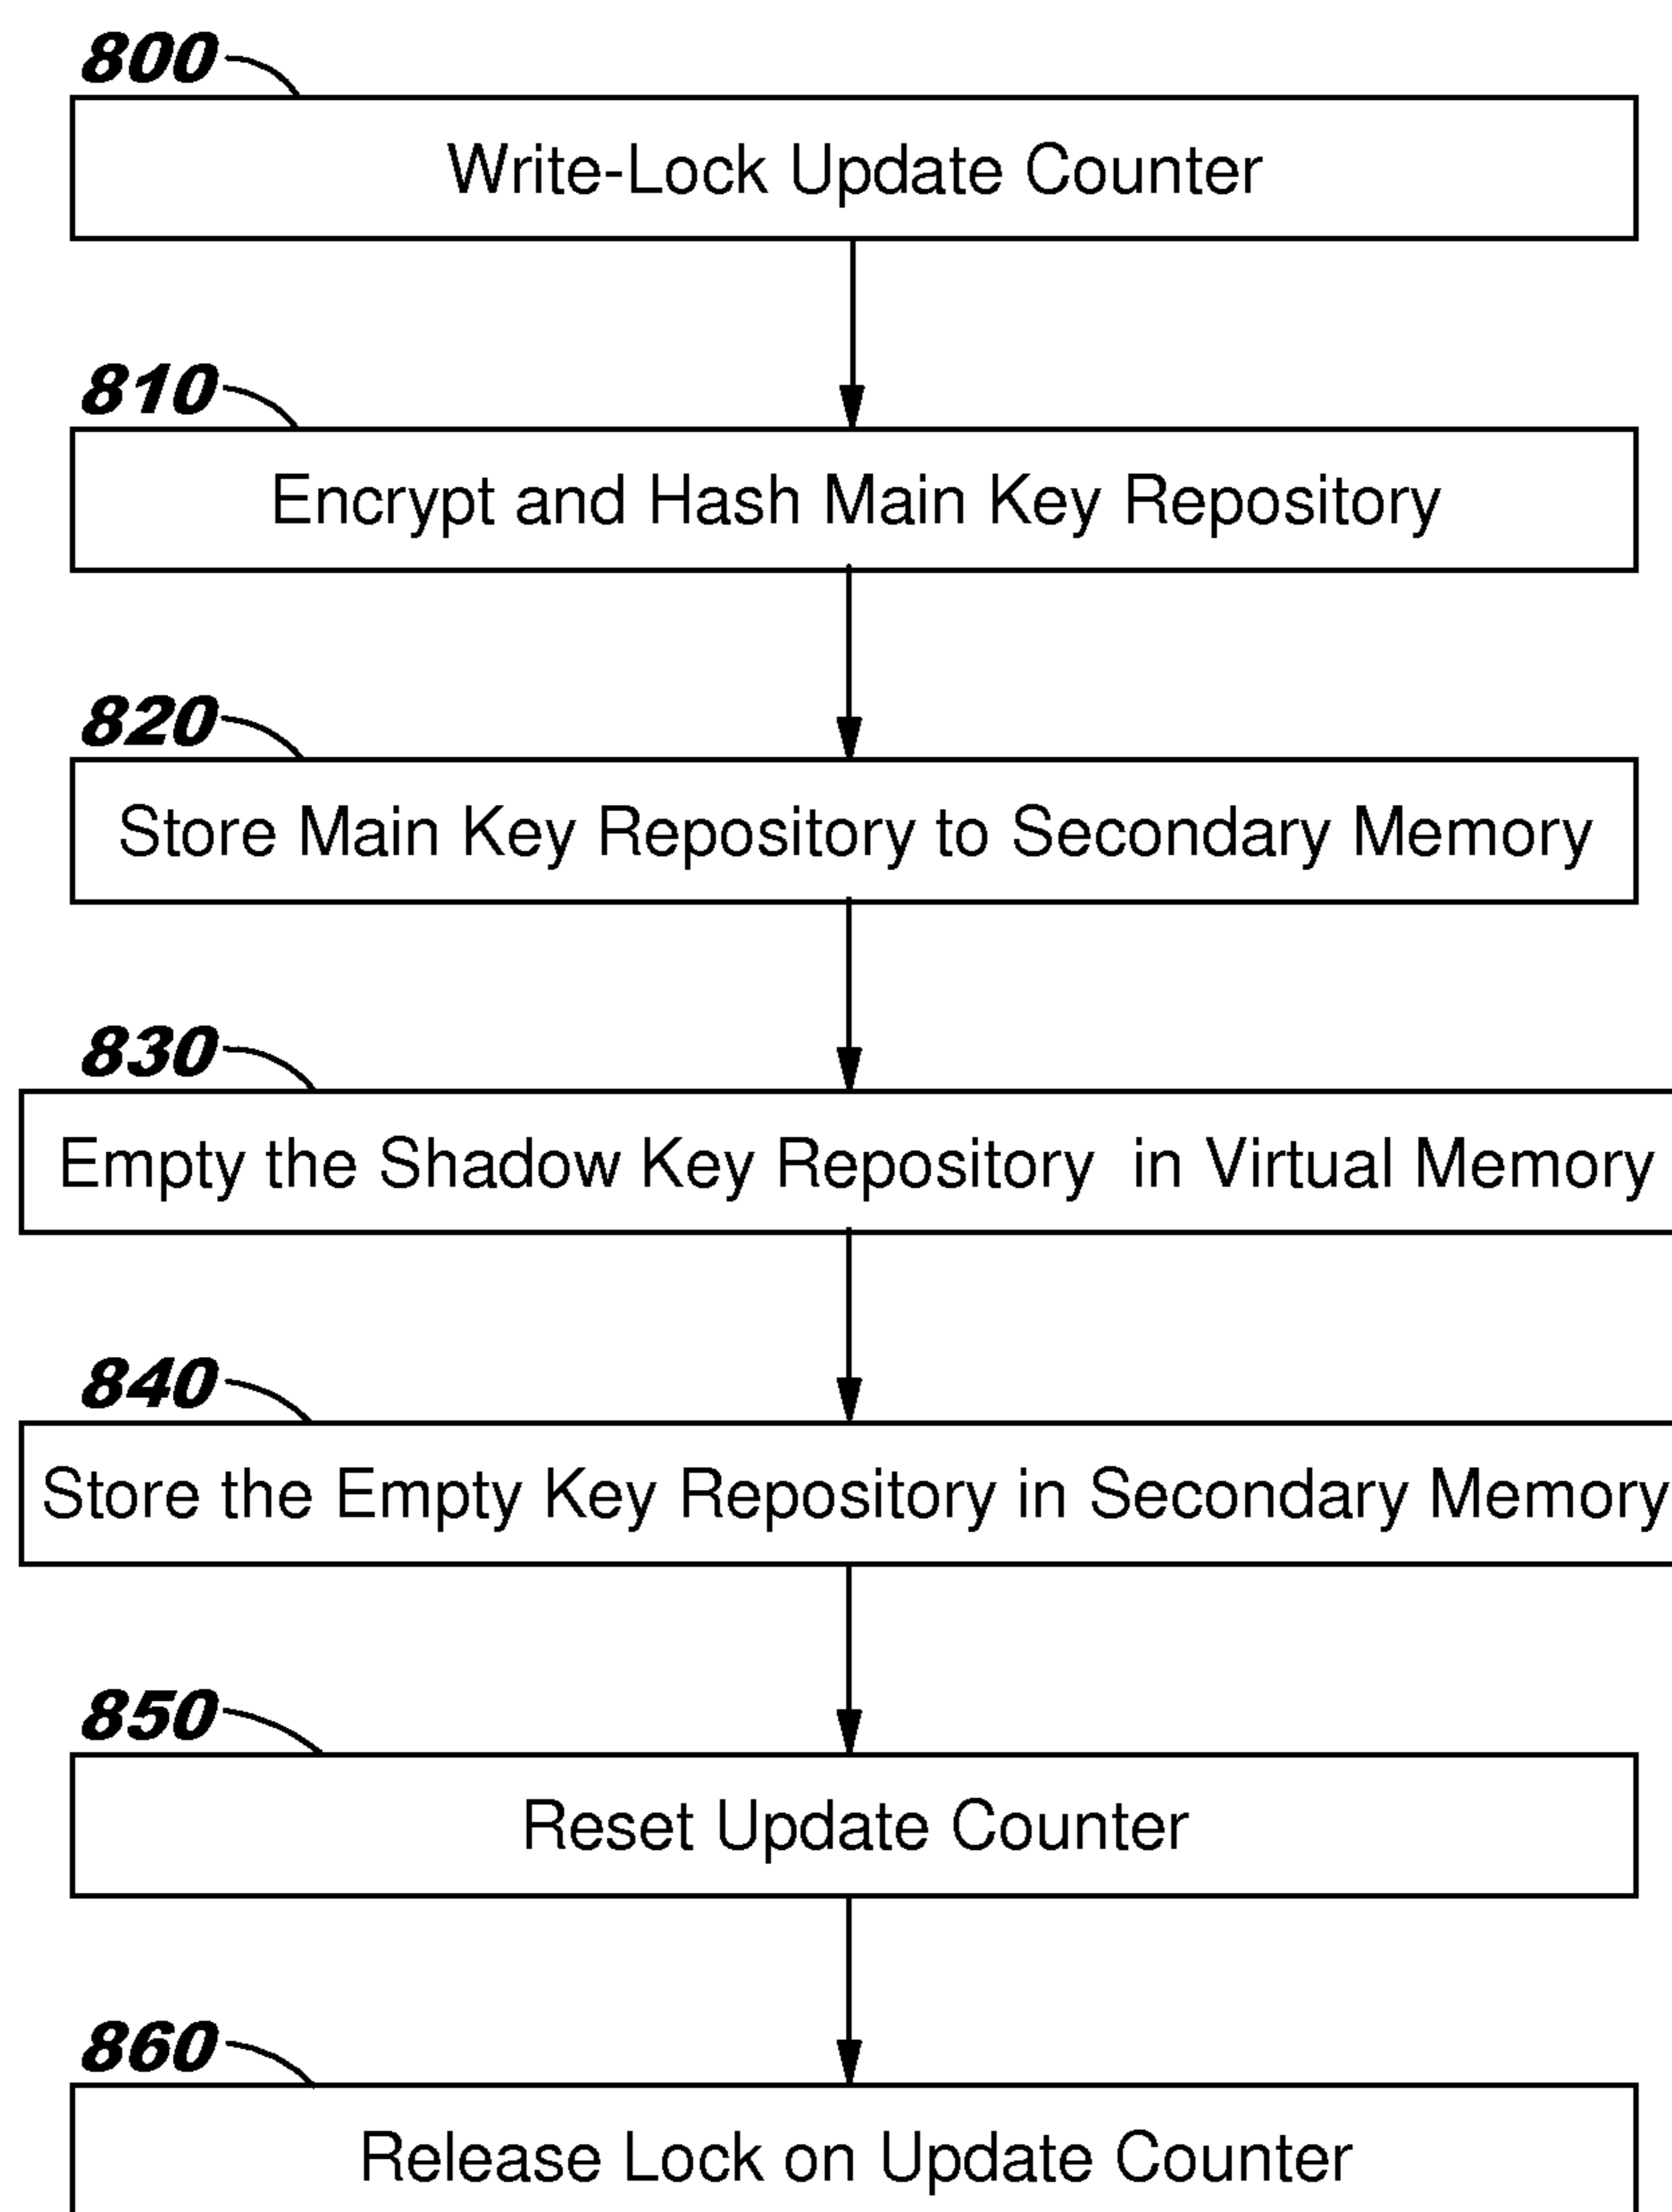 800
Write-Lock Update Counter
810
Encrypt and Hash Main Key Repository
820
Store Main Key Repository to Secondary Memory
830
Empty the Shadow Key Repository in Virtual Memory
840
Store the Empty Key Repository in Secondary Memory
850
Reset Update Counter
860
Release Lock on Update Counter